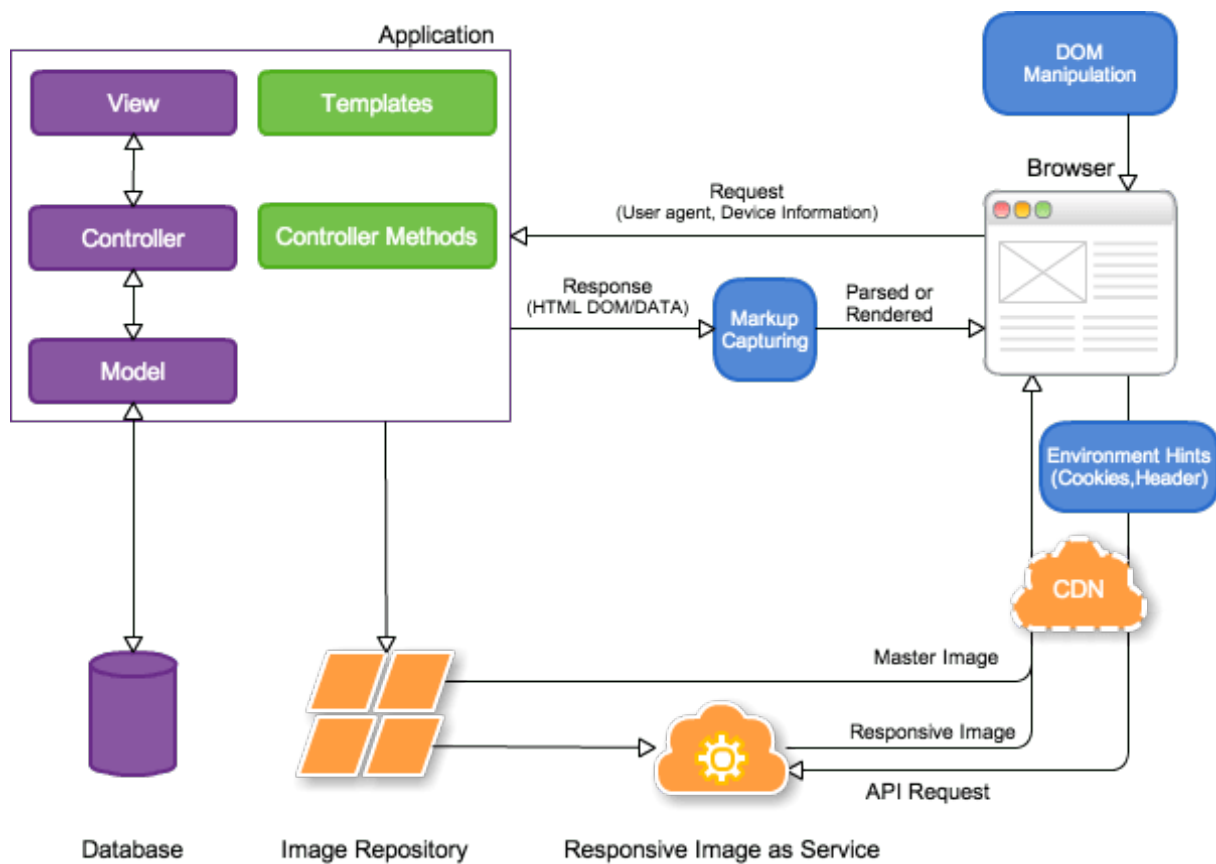 Application
View
Templates
Controller
Controller Methods
Model
DOM
Manipulation
Browser
Request
(User agent, Device Information)
Response
(HTML DOM/DATA)
Markup
Capturing
Parsed or
Rendered
Environment Hints
(Cookies,Header)
CDN
Master Image
Responsive Image
API Request
Database
Image Repository
Responsive Image as Service